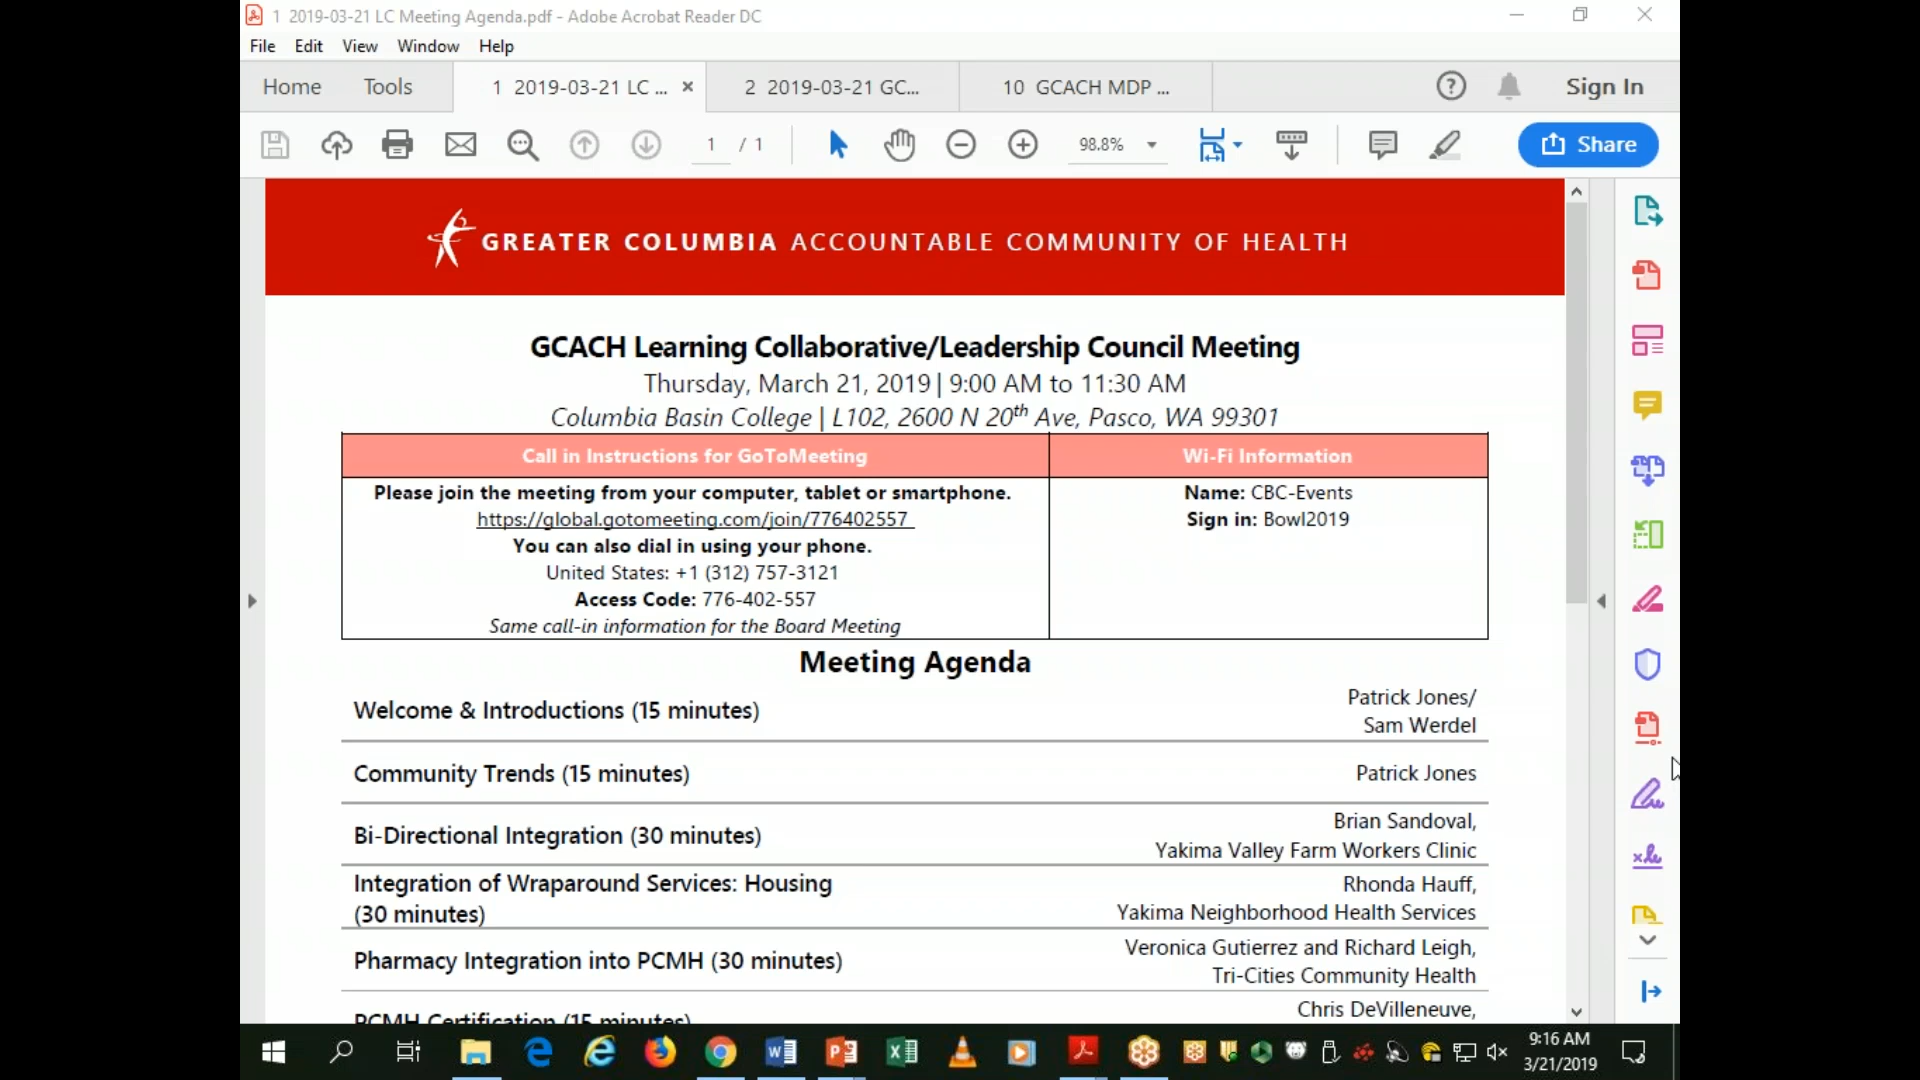 1 2019-03-21 LC Meeting Agenda.pdf - Adobe Acrobat Reader DC
File Edit View Window Help
Home Tools 1 2019-03-21 LC ... × 2 2019-03-21 GC... 10 GCACH MDP ... Sign In
1 / 1 98.8% Share
GREATER COLUMBIA ACCOUNTABLE COMMUNITY OF HEALTH
GCACH Learning Collaborative/Leadership Council Meeting
Thursday, March 21, 2019| 9:00 AM to 11:30 AM
Columbia Basin College | L102, 2600 N 20th Ave, Pasco, WA 99301
Call in Instructions for GoToMeeting Wi-Fi Information
Please join the meeting from your computer, tablet or smartphone. Name: CBC-Events
https://global.gotomeeting.com/join/776402557 Sign in: Bowl2019
You can also dial in using your phone.
United States: +1 (312) 757-3121
Access Code: 776-402-557
Same call-in information for the Board Meeting
Meeting Agenda
Welcome & Introductions (15 minutes) Patrick Jones/
Sam Werdel
Community Trends (15 minutes) Patrick Jones
Bi-Directional Integration (30 minutes) Brian Sandoval,
Yakima Valley Farm Workers Clinic
Integration of Wraparound Services: Housing Rhonda Hauff,
(30 minutes) Yakima Neighborhood Health Services
Pharmacy Integration into PCMH (30 minutes) Veronica Gutierrez and Richard Leigh,
Tri-Cities Community Health
PCMH Certification (15 minutes) Chris DeVilleneuve,
9:16 AM
3/21/2019